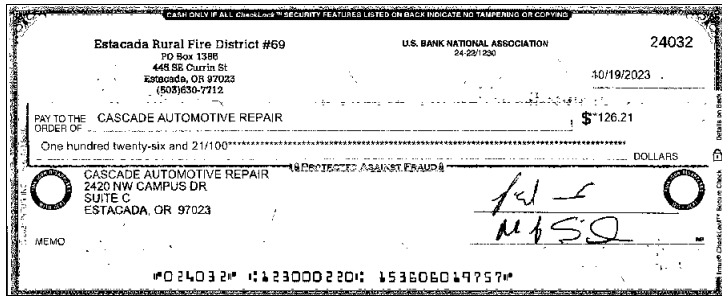 CASH ONLY IF ALL CheckLock™ SECURITY FEATURES LISTED ON BACK INDICATE NO TAMPERING OR COPYING
Estacada Rural Fire District #69
PO Box 1386
445 SE Currin St
Estacada, OR 97023
(503)630-7712
U.S. BANK NATIONAL ASSOCIATION
24-22/1230
24032
10/19/2023
PAY TO THE ORDER OF CASCADE AUTOMOTIVE REPAIR
$ **126.21
One hundred twenty-six and 21/100
DOLLARS
PROTECTED AGAINST FRAUD
CASCADE AUTOMOTIVE REPAIR
2420 NW CAMPUS DR
SUITE C
ESTACADA, OR 97023
MEMO
⑈024032⑈ ⑆123000220⑆ 153606019757⑈
Details on Back